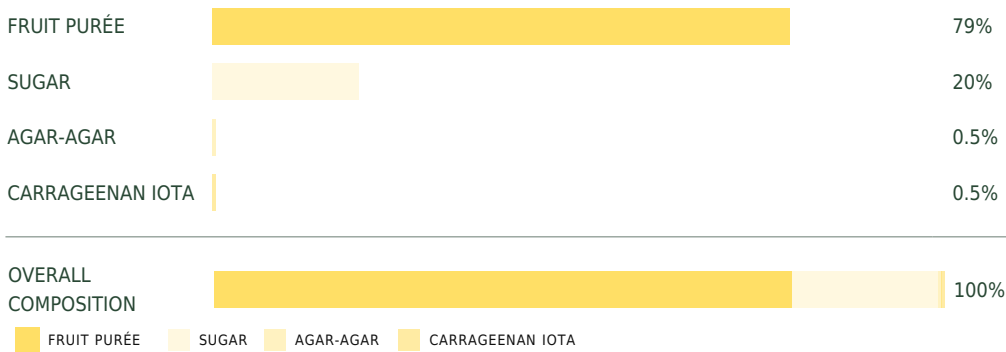 FRUIT PURÉE 79%
SUGAR 20%
AGAR-AGAR 0.5%
CARRAGEENAN IOTA 0.5%
OVERALL
COMPOSITION 100%
FRUIT PURÉE SUGAR AGAR-AGAR CARRAGEENAN IOTA